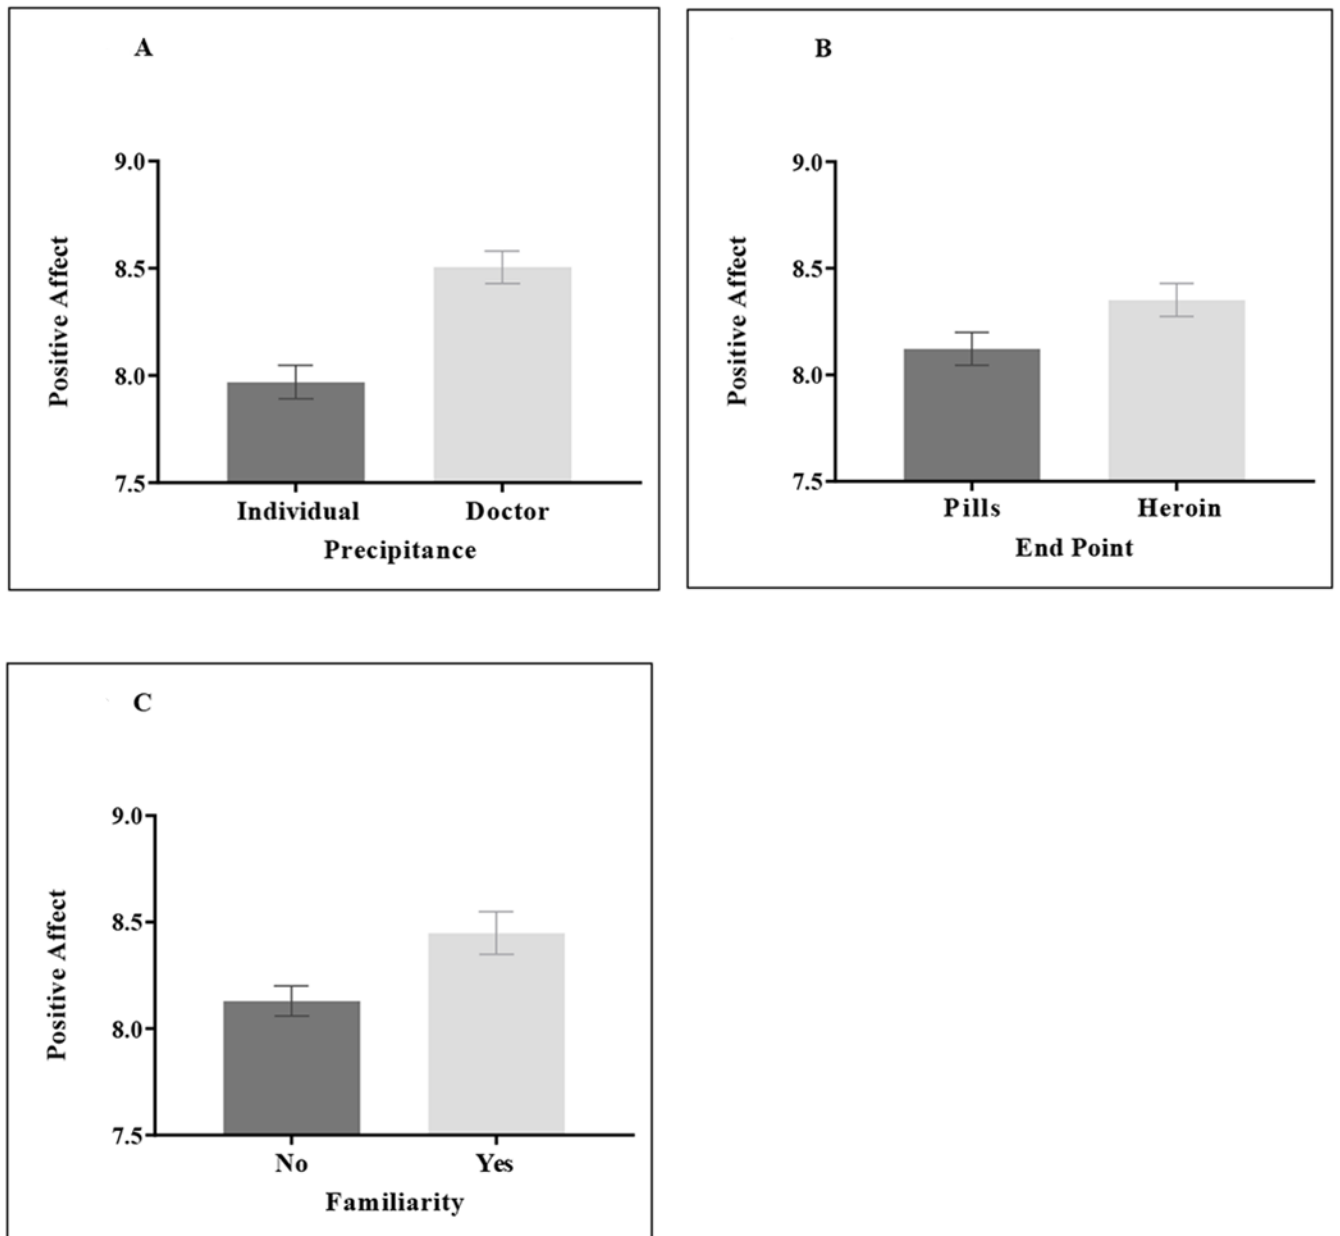 A
Positive Affect
9.0
8.5
8.0
7.5
Individual Doctor
Precipitance
B
Positive Affect
9.0
8.5
8.0
7.5
Pills Heroin
End Point
C
Positive Affect
9.0
8.5
8.0
7.5
No Yes
Familiarity